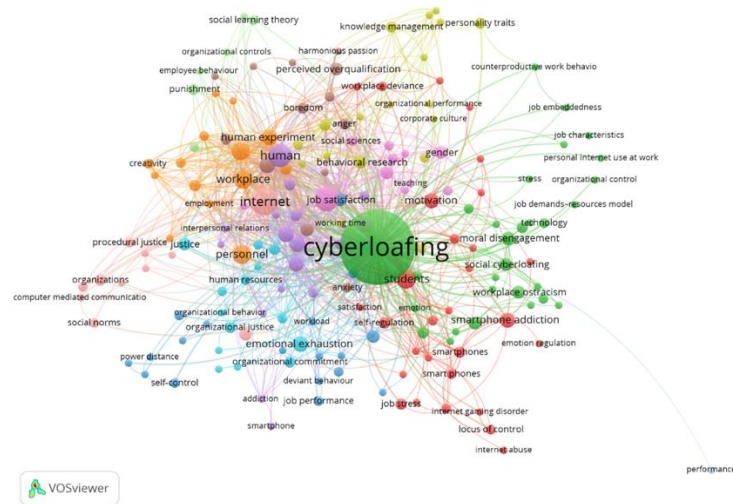 social learning theory
knowledge management
personality traits
organizational controls
harmonious passion
employee behaviour
perceived overqualification
counterproductive work behavio
punishment
workplace deviance
boredom
organizational performance
job embeddedness
anger
corporate culture
human experiment
social sciences
job characteristics
human
behavioral research
gender
personal internet use at work
creativity
workplace
teaching
stress
organizational control
employment
internet
job satisfaction
motivation
job demands–resources model
interpersonal relations
working time
technology
procedural justice
justice
cyberloafing
moral disengagement
personnel
social cyberloafing
organizations
human resources
anxiety
students
workplace ostracism
computer mediated communicatio
satisfaction
emotion
organizational behavior
social norms
organizational justice
workload
self-regulation
smartphone addiction
emotional exhaustion
emotion regulation
power distance
organizational commitment
smartphones
self-control
deviant behaviour
smart phones
addiction
job performance
job stress
internet gaming disorder
smartphone
locus of control
internet abuse
performance
VOSviewer